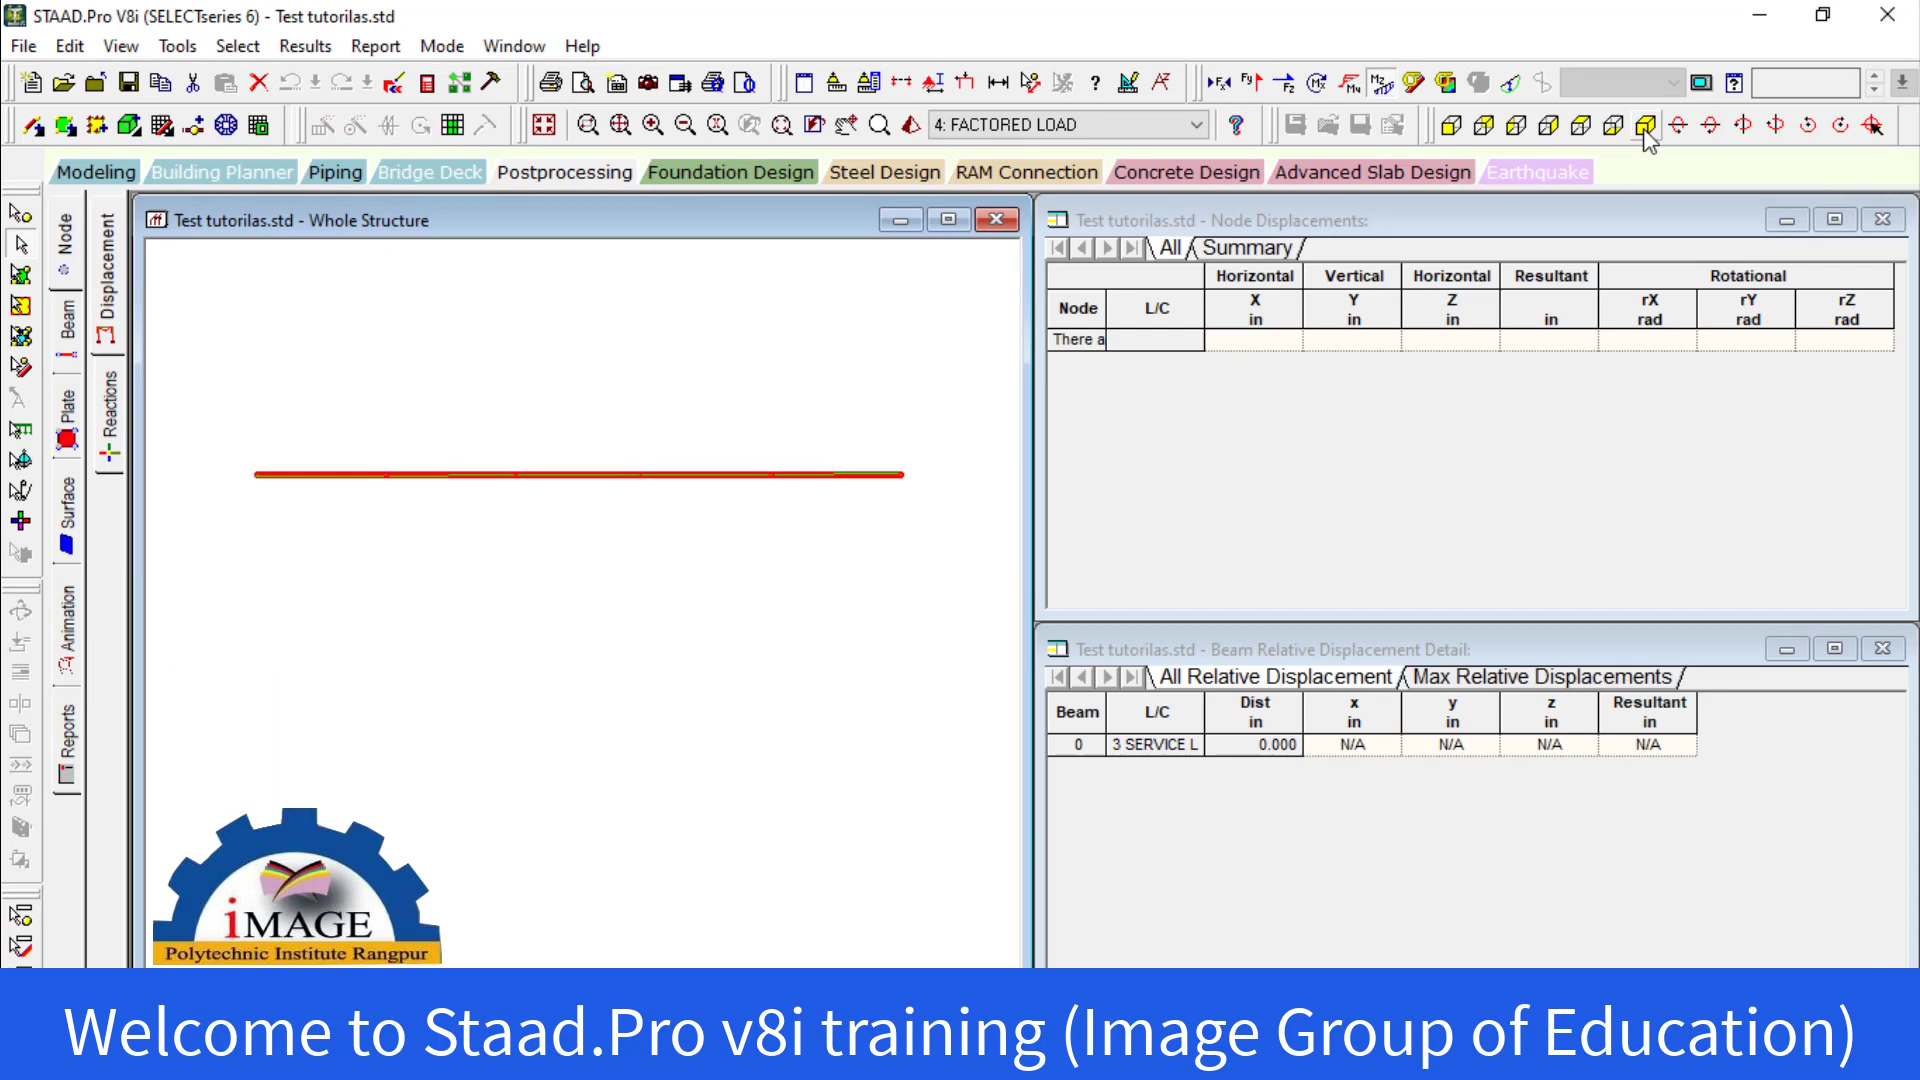 STAAD.Pro V8i (SELECTseries 6) - Test tutorilas.std
File Edit View Tools Select Results Report Mode Window Help
4: FACTORED LOAD
Modeling Building Planner Piping Bridge Deck Postprocessing Foundation Design Steel Design RAM Connection Concrete Design Advanced Slab Design Earthquake
Node
Beam
Plate
Surface
Animation
Reports
Displacement
Reactions
Test tutorilas.std - Whole Structure
Test tutorilas.std - Node Displacements:
All Summary
Horizontal Vertical Horizontal Resultant Rotational
Node L/C X Y Z rX rY rZ
in in in in rad rad rad
There a
Test tutorilas.std - Beam Relative Displacement Detail:
All Relative Displacement Max Relative Displacements
Beam L/C Dist x y z Resultant
in in in in in
0 3 SERVICE L 0.000 N/A N/A N/A N/A
iMAGE
Polytechnic Institute Rangpur
Welcome to Staad.Pro v8i training (Image Group of Education)